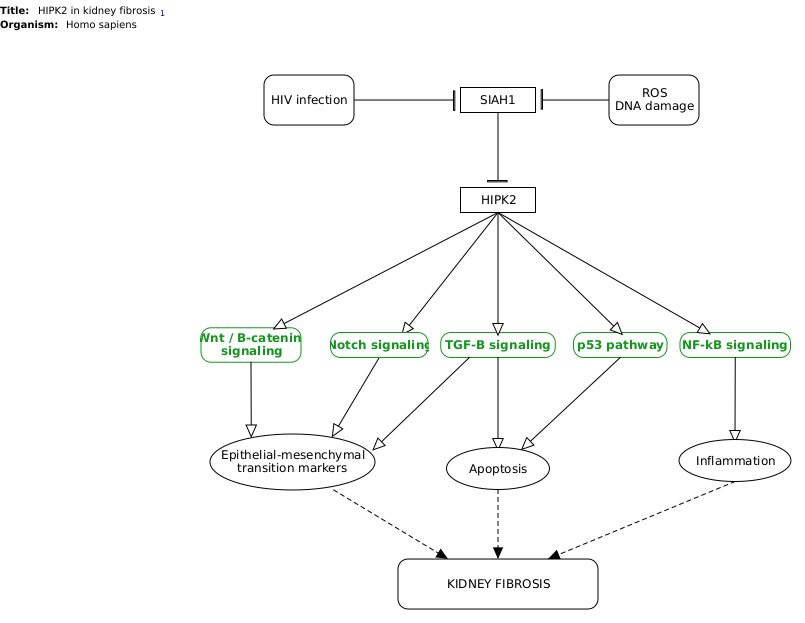 Title: HIPK2 in kidney fibrosis 1
Organism: Homo sapiens
HIV infection
SIAH1
ROS
DNA damage
HIPK2
Wnt / B-catenin
signaling
Notch signaling
TGF-B signaling
p53 pathway
NF-kB signaling
Epithelial-mesenchymal
transition markers
Apoptosis
Inflammation
KIDNEY FIBROSIS